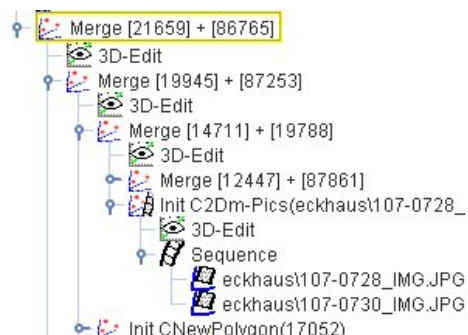 Merge [21659] + [86765]
3D-Edit
Merge [19945] + [87253]
3D-Edit
Merge [14711] + [19788]
3D-Edit
Merge [12447] + [87861]
Init C2Dm-Pics(eckhaus\107-0728_
3D-Edit
Sequence
eckhaus\107-0728_IMG.JPG
eckhaus\107-0730_IMG.JPG
Init CNewPolygon(17052)